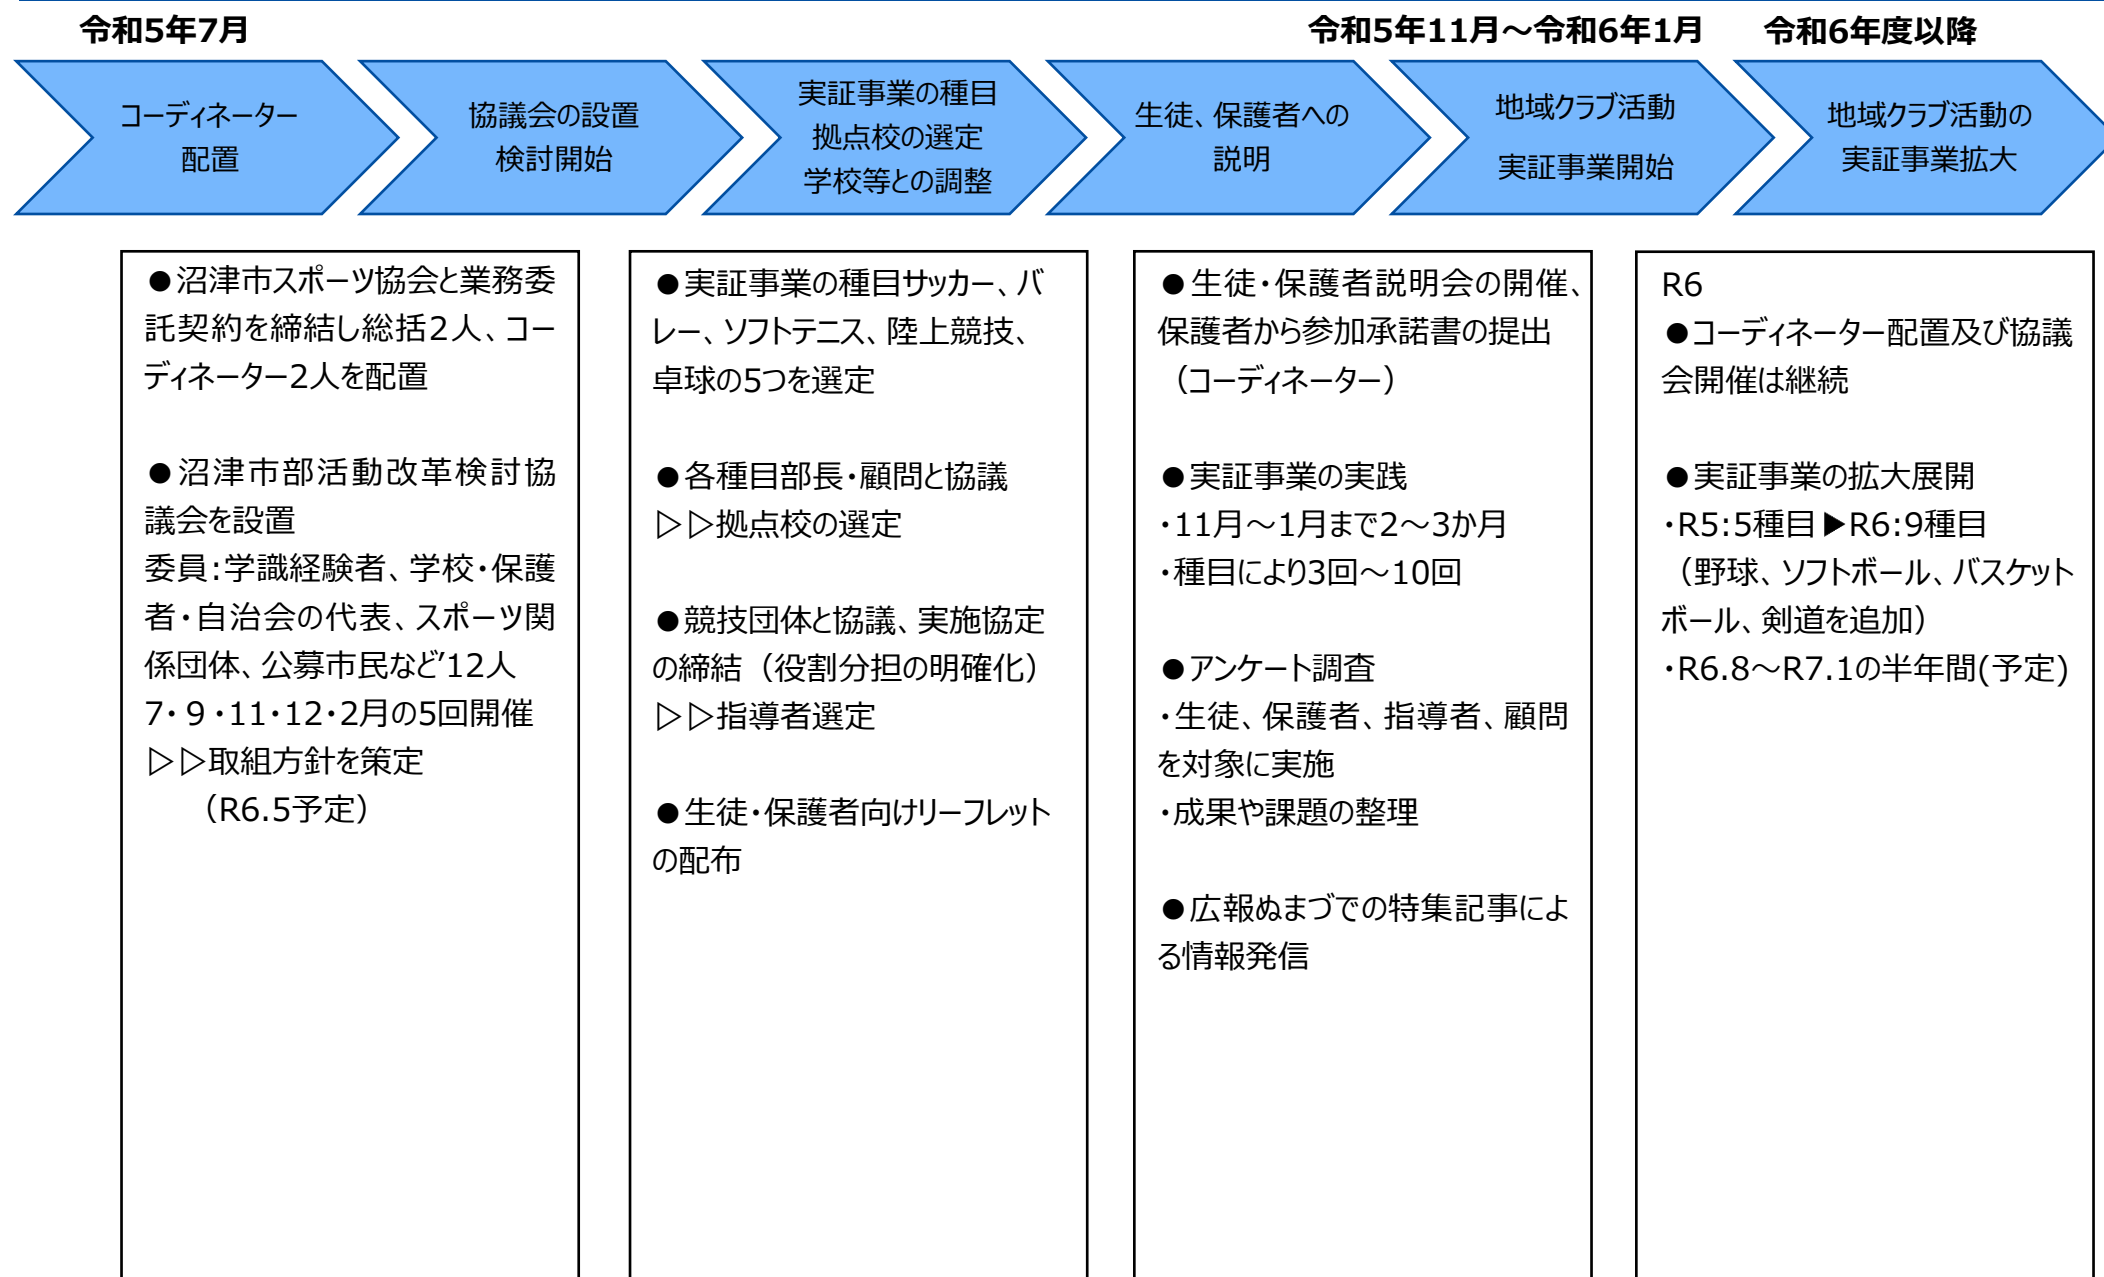 令和5年7月
令和5年11月～令和6年1月
令和6年度以降
コーディネーター
配置
協議会の設置
検討開始
実証事業の種目
拠点校の選定
学校等との調整
生徒、保護者への
説明
地域クラブ活動
実証事業開始
地域クラブ活動の
実証事業拡大
●沼津市スポーツ協会と業務委
託契約を締結し総括2人、コー
ディネーター2人を配置
●沼津市部活動改革検討協
議会を設置
委員:学識経験者、学校・保護
者・自治会の代表、スポーツ関
係団体、公募市民など'12人
7・９・11・12・2月の5回開催
▷▷取組方針を策定
（R6.5予定）
●実証事業の種目サッカー、バ
レー、ソフトテニス、陸上競技、
卓球の5つを選定
●各種目部長・顧問と協議
▷▷拠点校の選定
●競技団体と協議、実施協定
の締結（役割分担の明確化）
▷▷指導者選定
●生徒・保護者向けリーフレット
の配布
●生徒・保護者説明会の開催、
保護者から参加承諾書の提出
（コーディネーター）
●実証事業の実践
・11月～1月まで2～3か月
・種目により3回～10回
●アンケート調査
・生徒、保護者、指導者、顧問
を対象に実施
・成果や課題の整理
●広報ぬまづでの特集記事によ
る情報発信
R6
●コーディネーター配置及び協議
会開催は継続
●実証事業の拡大展開
・R5:5種目▶R6:9種目
（野球、ソフトボール、バスケット
ボール、剣道を追加）
・R6.8～R7.1の半年間(予定)